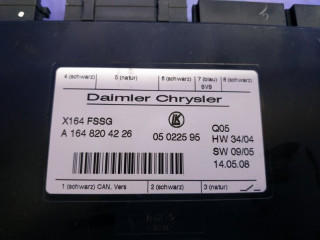 4 (schwarz) 5 (natur) 6 (schwarz) 7 (blau) 8 (schwarz)
SVS
Daimler Chrysler
X164 FSSG Q05
A 164 820 42 26 05 0225 95 HW 34/04
SW 09/05
14.05.08
1 (schwarz) CAN, Vers 2 (schwarz) 3 (natur)